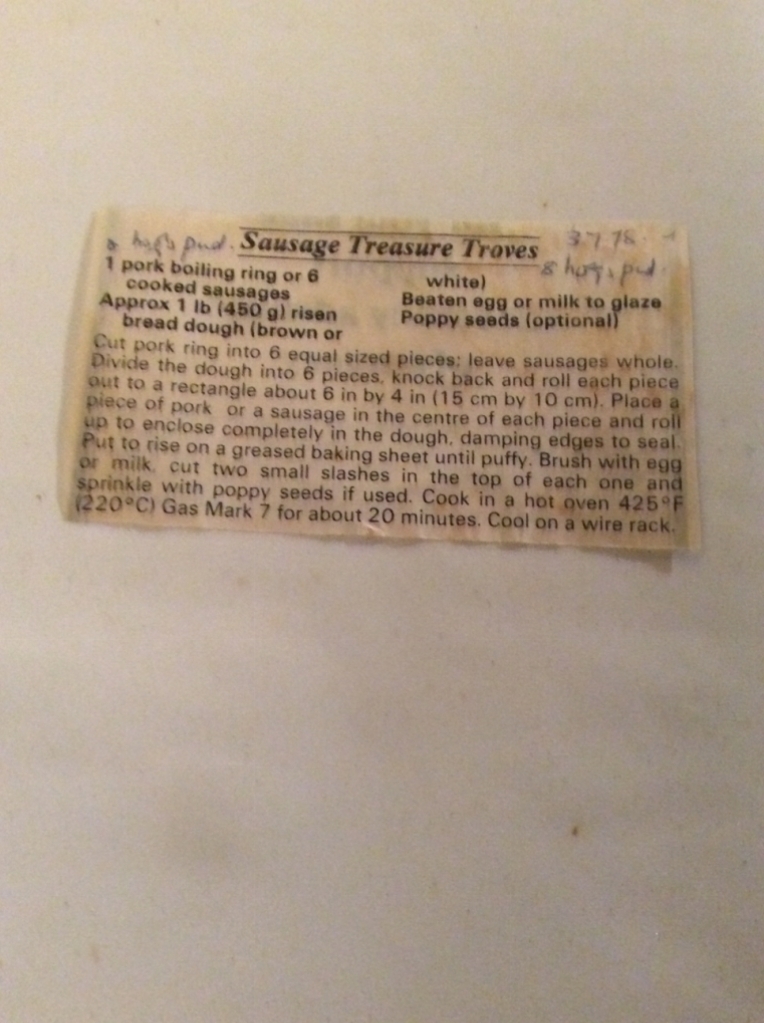 Sausage Treasure Troves
3.7.78.
hog's pud.
hog's pud.
1 pork boiling ring or 6
cooked sausages
Approx 1 lb (450 g) risen
bread dough (brown or
white)
Beaten egg or milk to glaze
Poppy seeds (optional)
Cut pork ring into 6 equal sized pieces; leave sausages whole.
Divide the dough into 6 pieces, knock back and roll each piece
out to a rectangle about 6 in by 4 in (15 cm by 10 cm). Place a
piece of pork or a sausage in the centre of each piece and roll
up to enclose completely in the dough, damping edges to seal.
Put to rise on a greased baking sheet until puffy. Brush with egg
or milk, cut two small slashes in the top of each one and
sprinkle with poppy seeds if used. Cook in a hot oven 425°F
(220°C) Gas Mark 7 for about 20 minutes. Cool on a wire rack.